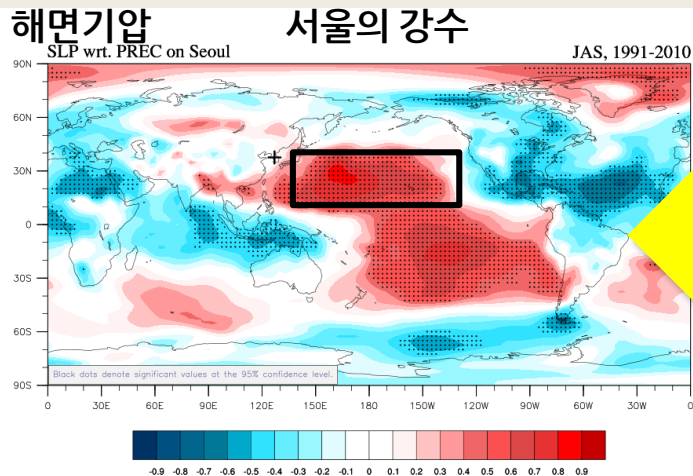 해면기압 서울의 강수
SLP wrt. PREC on Seoul JAS, 1991-2010
90N
60N
30N
0
30S
60S
90S
Black dots denote significant values at the 95% confidence level.
0 30E 60E 90E 120E 150E 180 150W 120W 90W 60W 30W 0
-0.9 -0.8 -0.7 -0.6 -0.5 -0.4 -0.3 -0.2 -0.1 0 0.1 0.2 0.3 0.4 0.5 0.6 0.7 0.8 0.9